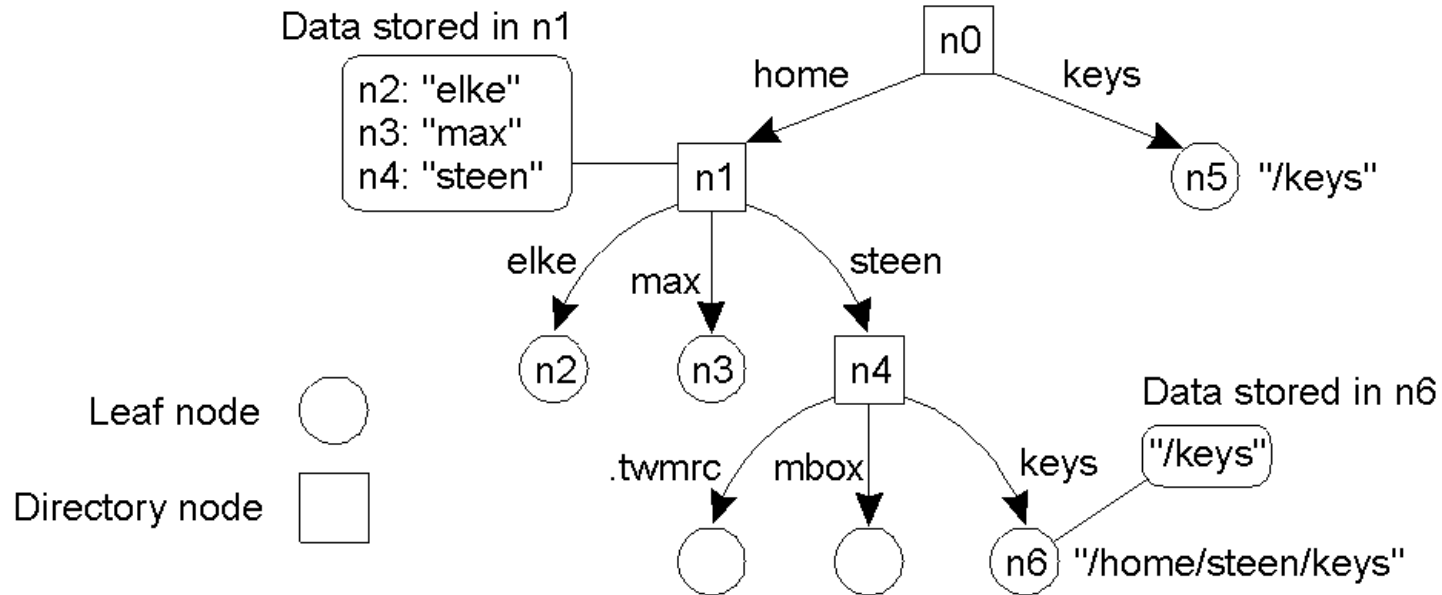 Data stored in n1
n2: "elke"
n3: "max"
n4: "steen"
n0
home
keys
n1
n5
"/keys"
elke
max
steen
n2
n3
n4
Leaf node
Directory node
Data stored in n6
"/keys"
.twmrc
mbox
keys
n6
"/home/steen/keys"